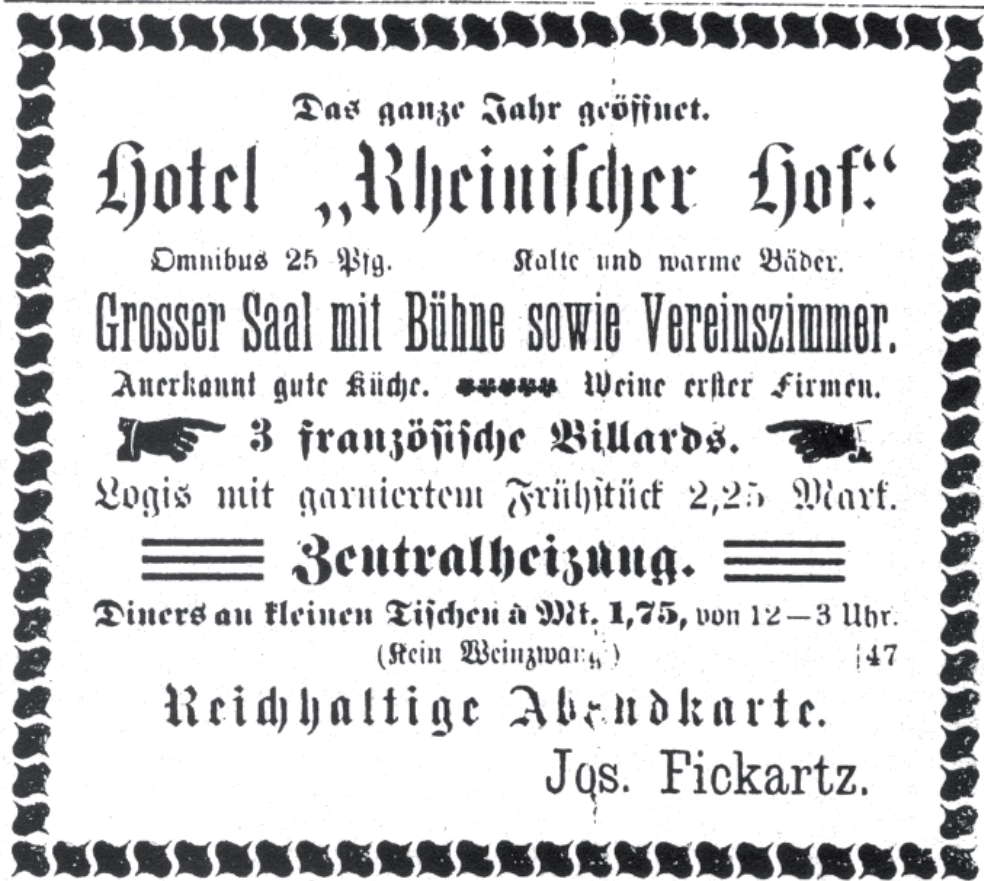 Das ganze Jahr geöffnet.
Hotel „Rheinischer Hof.“
Omnibus 25 Pfg. Kalte und warme Bäder.
Grosser Saal mit Bühne sowie Vereinszimmer.
Anerkannt gute Küche. Weine erster Firmen.
3 französische Billards.
Logis mit garniertem Frühstück 2,25 Mark.
Zentralheizung.
Diners an kleinen Tischen à Mk. 1,75, von 12—3 Uhr.
(Kein Weinzwang) 47
Reichhaltige Abendkarte.
Jos. Fickartz.